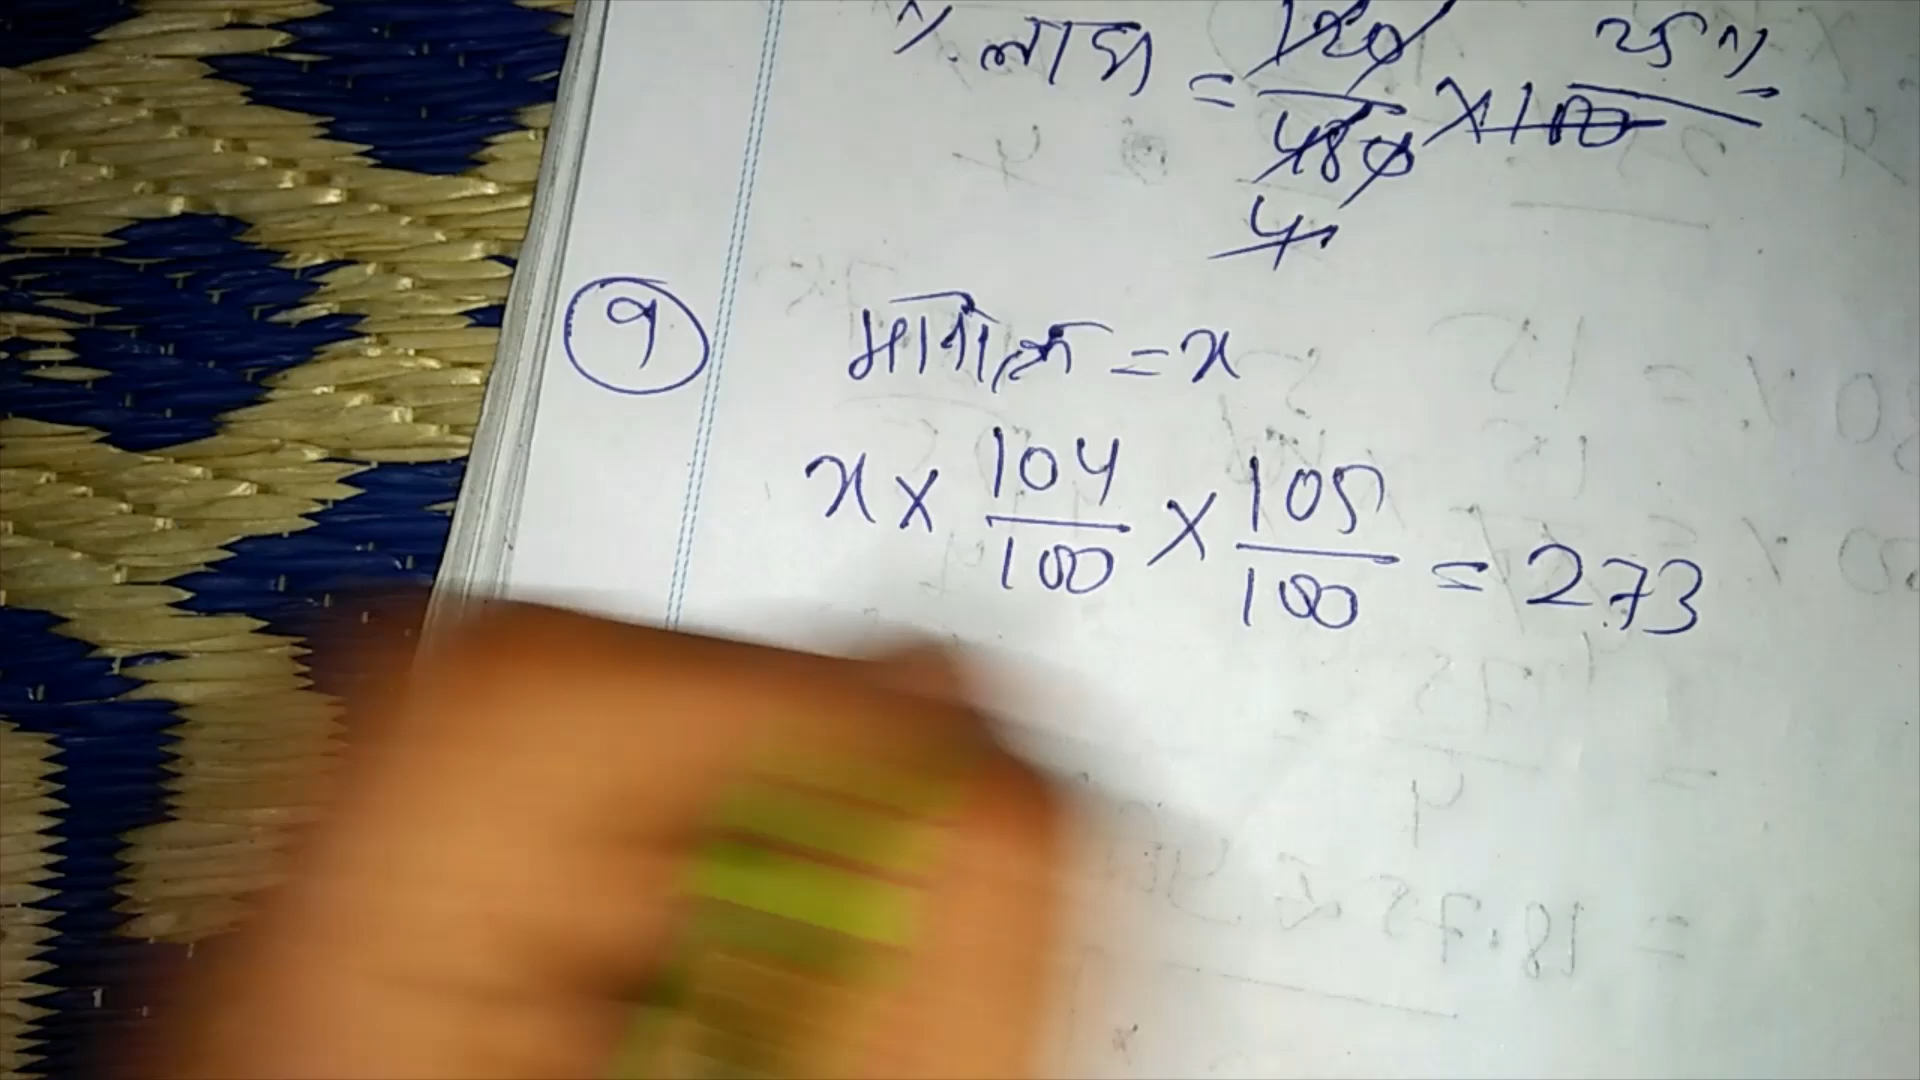 % लाभ = 120/480 × 100 25%
4
9 = x
x × 104/100 × 105/100 = 273